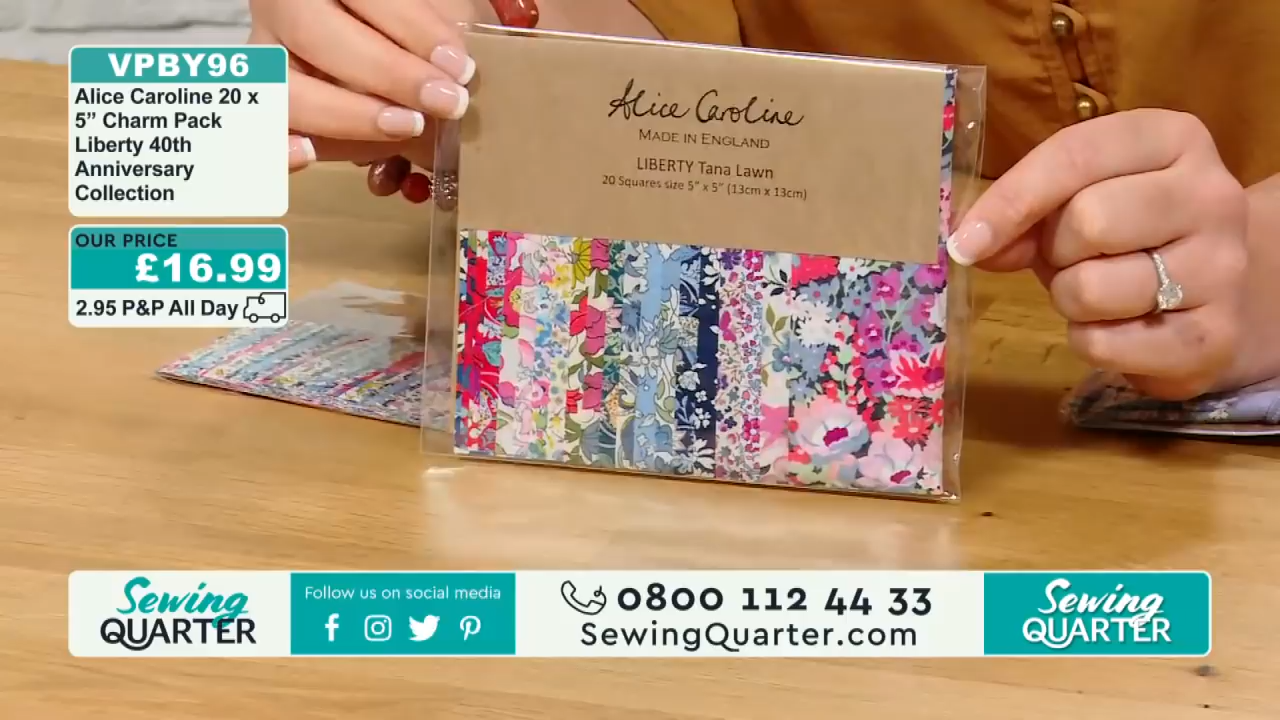 VPBY96
Alice Caroline 20 x
5” Charm Pack
Liberty 40th
Anniversary
Collection
OUR PRICE
£16.99
2.95 P&P All Day
Alice Caroline
MADE IN ENGLAND
LIBERTY Tana Lawn
20 Squares size 5" x 5" (13cm x 13cm)
Sewing
QUARTER
Follow us on social media
0800 112 44 33
SewingQuarter.com
Sewing
QUARTER